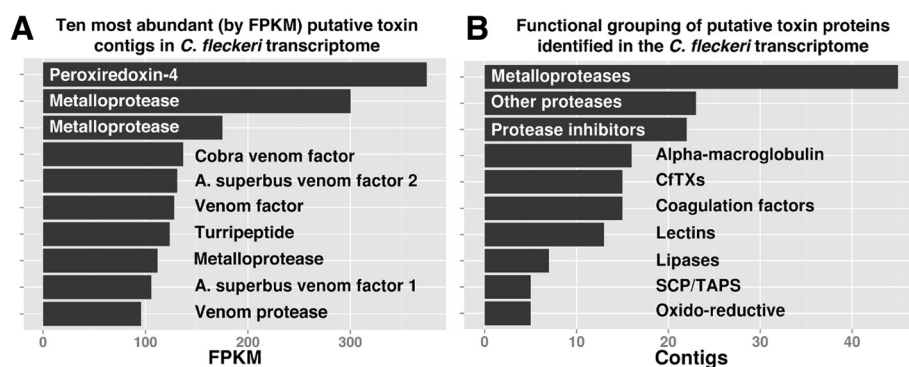 A
Ten most abundant (by FPKM) putative toxin
contigs in C. fleckeri transcriptome
Peroxiredoxin-4
Metalloprotease
Metalloprotease
Cobra venom factor
A. superbus venom factor 2
Venom factor
Turripeptide
Metalloprotease
A. superbus venom factor 1
Venom protease
0 100 200 300
FPKM
B
Functional grouping of putative toxin proteins
identified in the C. fleckeri transcriptome
Metalloproteases
Other proteases
Protease inhibitors
Alpha-macroglobulin
CfTXs
Coagulation factors
Lectins
Lipases
SCP/TAPS
Oxido-reductive
0 10 20 30 40
Contigs